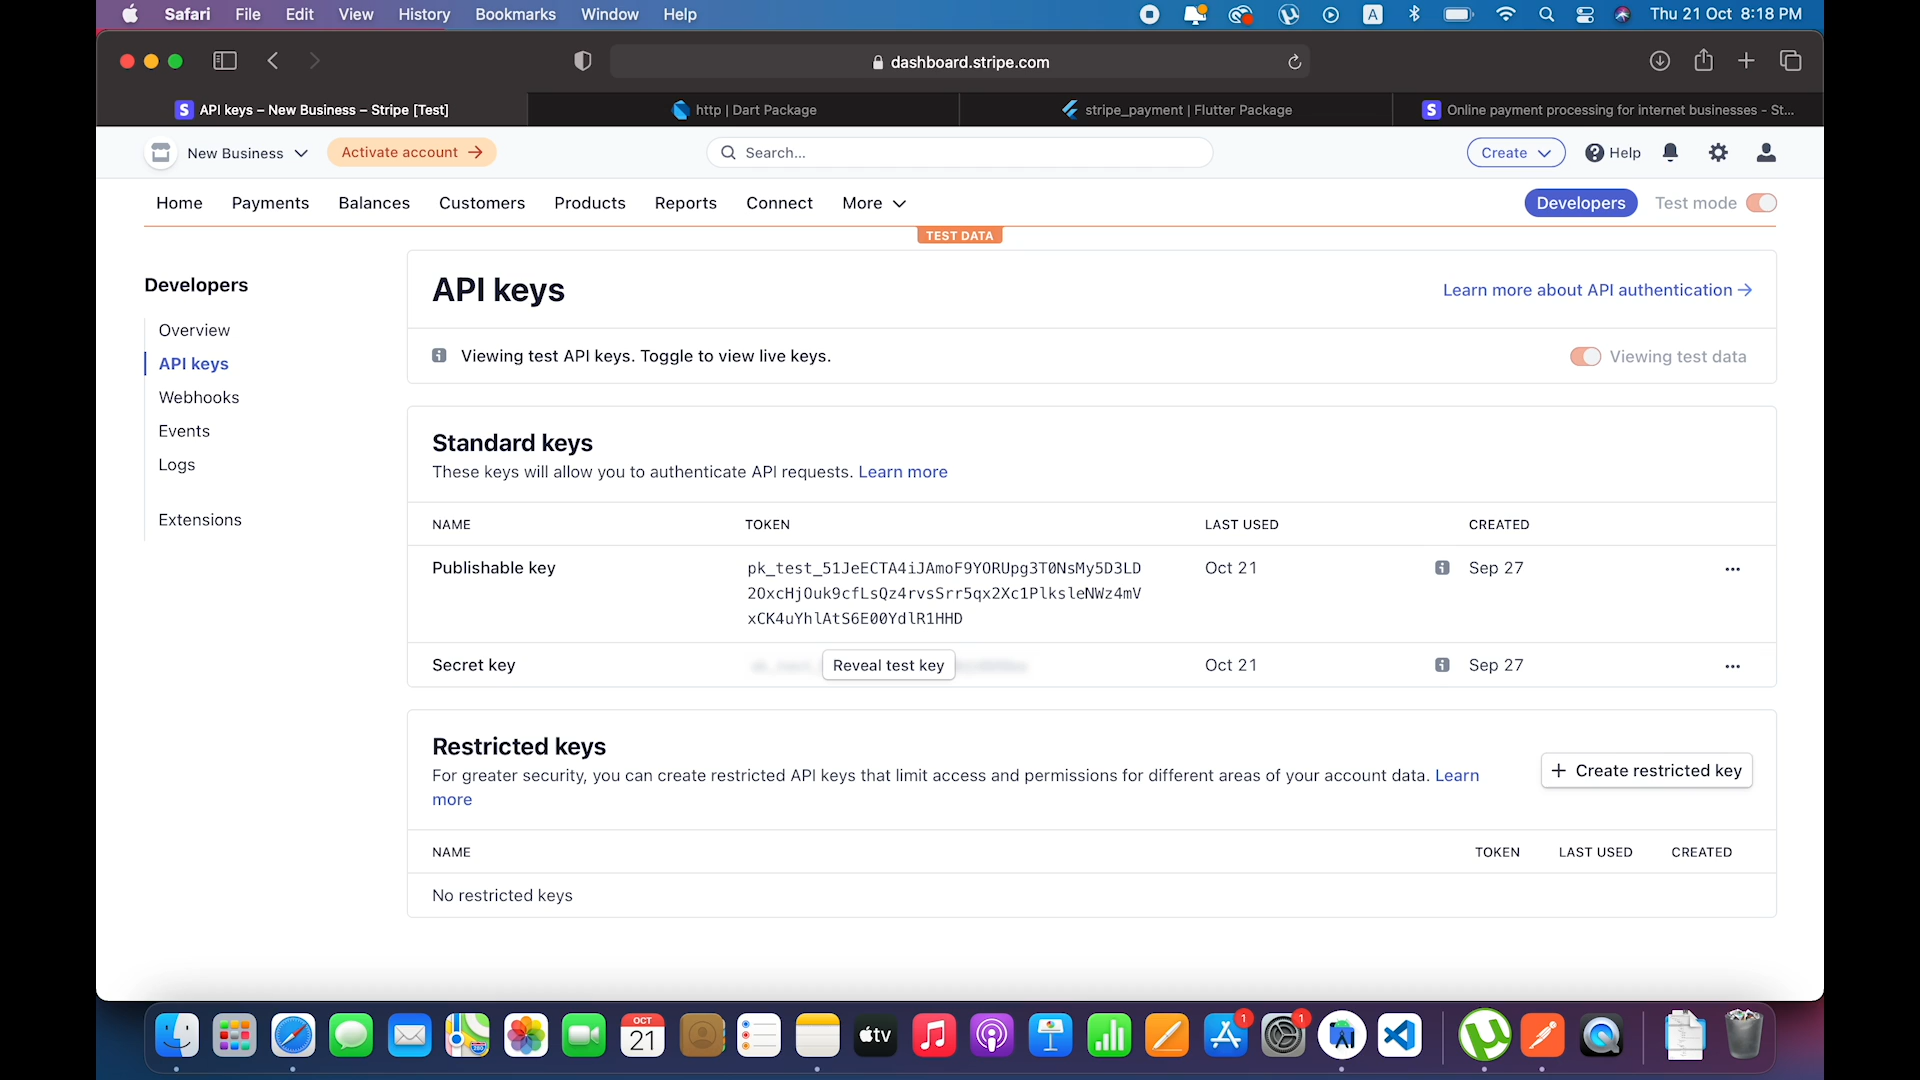 Safari File Edit View History Bookmarks Window Help
A
Thu 21 Oct 8:18 PM
dashboard.stripe.com
API keys – New Business – Stripe [Test]
http | Dart Package
stripe_payment | Flutter Package
Online payment processing for internet businesses - St...
New Business
Activate account
Search...
Create
Help
Home Payments Balances Customers Products Reports Connect More
Developers
Test mode
TEST DATA
Developers
Overview
API keys
Webhooks
Events
Logs
Extensions
API keys
Learn more about API authentication
Viewing test API keys. Toggle to view live keys.
Viewing test data
Standard keys
These keys will allow you to authenticate API requests. Learn more
NAME TOKEN LAST USED CREATED
Publishable key
pk_test_51JeECTA4iJAmoF9YORUpg3T0NsMy5D3LD
2OxcHjOuk9cfLsQz4rvsSrr5qx2Xc1PlksleNWz4mV
xCK4uYhlAtS6E00YdlR1HHD
Oct 21
Sep 27
Secret key
Reveal test key
Oct 21
Sep 27
Restricted keys
For greater security, you can create restricted API keys that limit access and permissions for different areas of your account data. Learn
more
Create restricted key
NAME TOKEN LAST USED CREATED
No restricted keys
OCT
21
tv
1
1